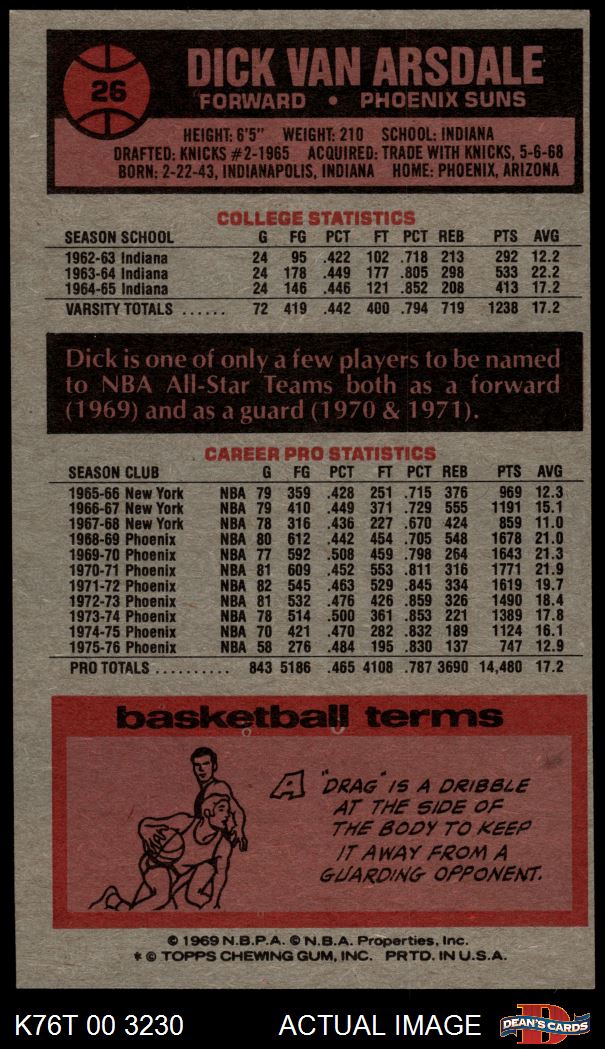 26
DICK VAN ARSDALE
FORWARD • PHOENIX SUNS
HEIGHT: 6'5" WEIGHT: 210 SCHOOL: INDIANA
DRAFTED: KNICKS #2-1965 ACQUIRED: TRADE WITH KNICKS, 5-6-68
BORN: 2-22-43, INDIANAPOLIS, INDIANA HOME: PHOENIX, ARIZONA
COLLEGE STATISTICS
SEASON SCHOOL G FG PCT FT PCT REB PTS AVG
1962-63 Indiana 24 95 .422 102 .718 213 292 12.2
1963-64 Indiana 24 178 .449 177 .805 298 533 22.2
1964-65 Indiana 24 146 .446 121 .852 208 413 17.2
VARSITY TOTALS ...... 72 419 .442 400 .794 719 1238 17.2
Dick is one of only a few players to be named
to NBA All-Star Teams both as a forward
(1969) and as a guard (1970 & 1971).
CAREER PRO STATISTICS
SEASON CLUB G FG PCT FT PCT REB PTS AVG
1965-66 New York NBA 79 359 .428 251 .715 376 969 12.3
1966-67 New York NBA 79 410 .449 371 .729 555 1191 15.1
1967-68 New York NBA 78 316 .436 227 .670 424 859 11.0
1968-69 Phoenix NBA 80 612 .442 454 .705 548 1678 21.0
1969-70 Phoenix NBA 77 592 .508 459 .798 264 1643 21.3
1970-71 Phoenix NBA 81 609 .452 553 .811 316 1771 21.9
1971-72 Phoenix NBA 82 545 .463 529 .845 334 1619 19.7
1972-73 Phoenix NBA 81 532 .476 426 .859 326 1490 18.4
1973-74 Phoenix NBA 78 514 .500 361 .853 221 1389 17.8
1974-75 Phoenix NBA 70 421 .470 282 .832 189 1124 16.1
1975-76 Phoenix NBA 58 276 .484 195 .830 137 747 12.9
PRO TOTALS .......... 843 5186 .465 4108 .787 3690 14,480 17.2
basketball terms
A "DRAG" IS A DRIBBLE
AT THE SIDE OF
THE BODY TO KEEP
IT AWAY FROM A
GUARDING OPPONENT.
© 1969 N.B.P.A. © N.B.A. Properties, Inc.
* © TOPPS CHEWING GUM, INC. PRTD. IN U.S.A.
K76T 00 3230 ACTUAL IMAGE
D
DEAN'S CARDS